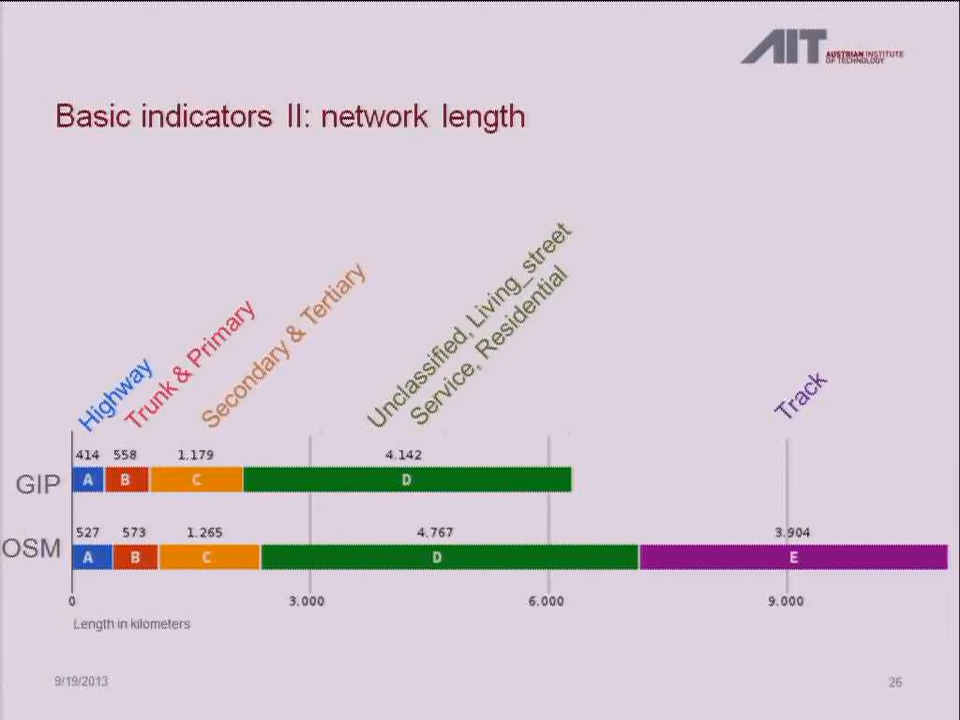 AIT AUSTRIAN INSTITUTE
OF TECHNOLOGY
Basic indicators II: network length
Highway
Trunk & Primary
Secondary & Tertiary
Unclassified, Living_street
Service, Residential
Track
414 558 1.179 4.142
GIP A B C D
527 573 1.265 4.767 3.904
OSM A B C D E
0 3.000 6.000 9.000
Length in kilometers
9/19/2013 26